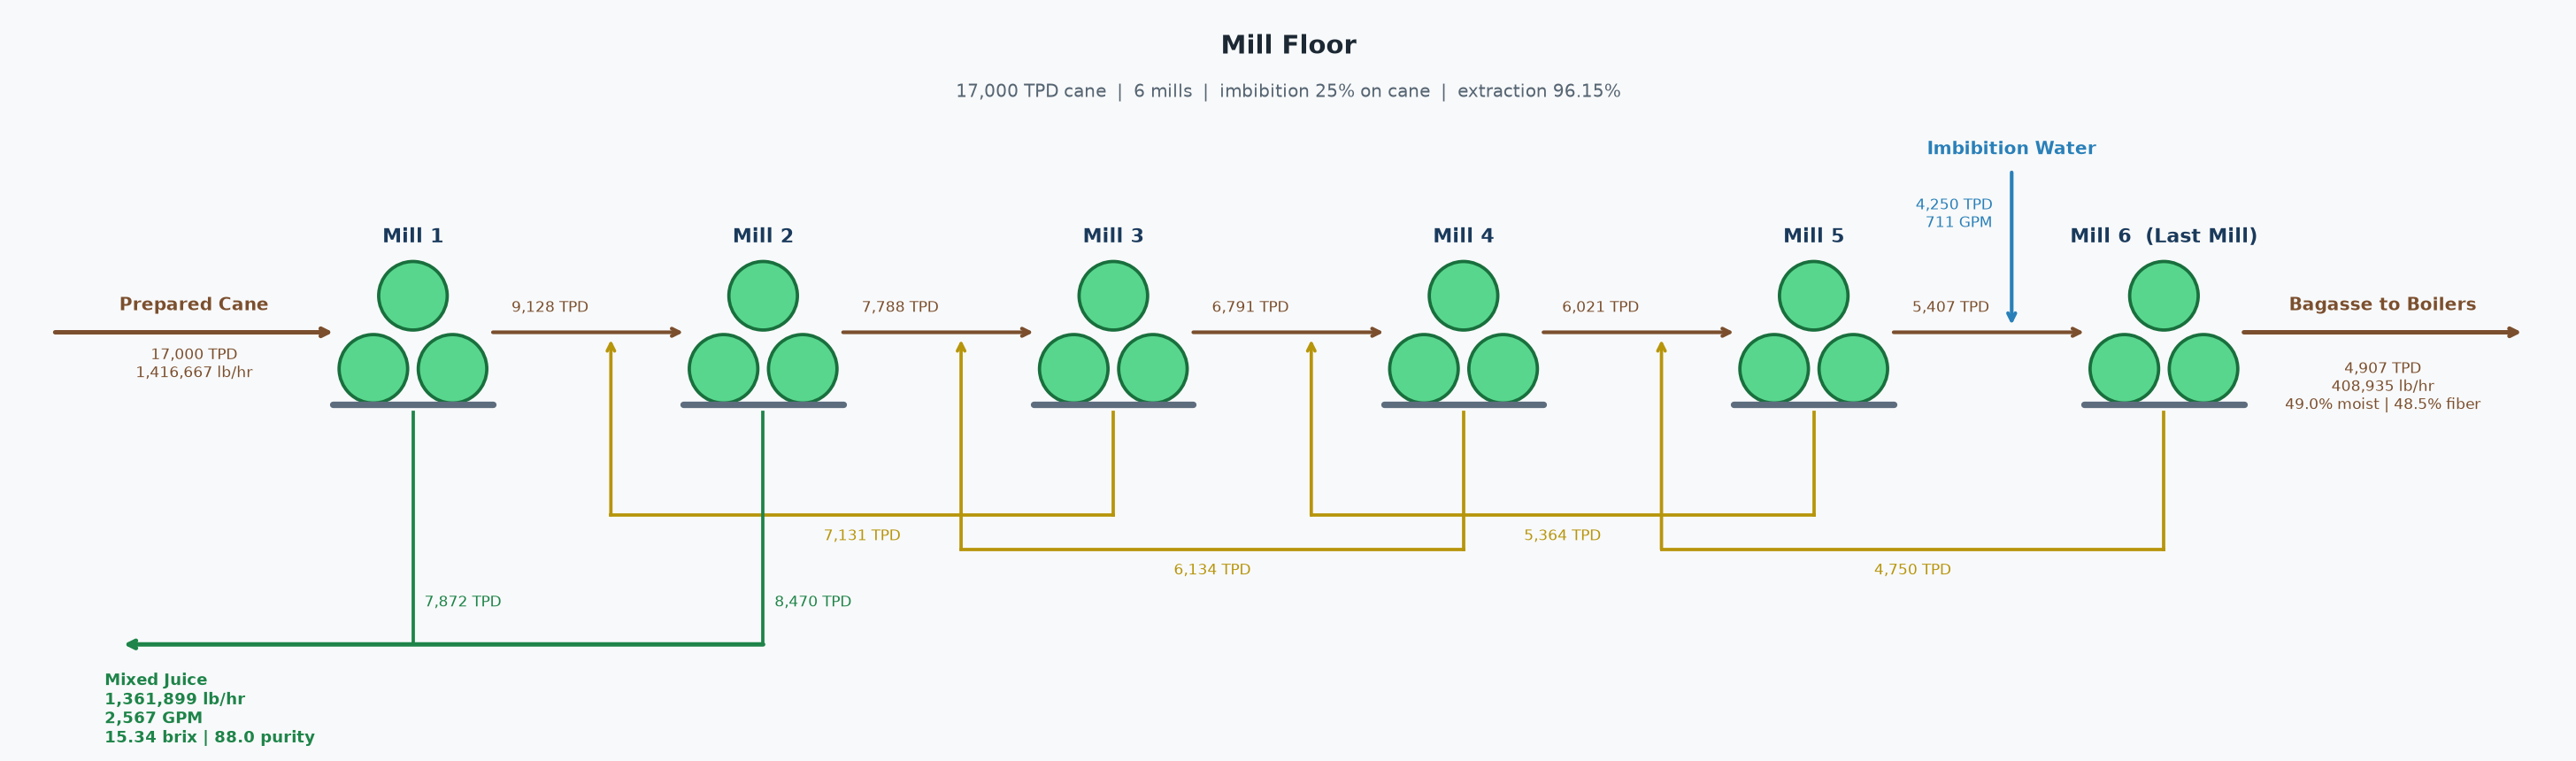 Mill Floor
17,000 TPD cane | 6 mills | imbibition 25% on cane | extraction 96.15%
Imbibition Water
4,250 TPD
711 GPM
Mill 1
Mill 2
Mill 3
Mill 4
Mill 5
Mill 6 (Last Mill)
Prepared Cane
17,000 TPD
1,416,667 lb/hr
9,128 TPD
7,788 TPD
6,791 TPD
6,021 TPD
5,407 TPD
Bagasse to Boilers
4,907 TPD
408,935 lb/hr
49.0% moist | 48.5% fiber
7,131 TPD
5,364 TPD
6,134 TPD
4,750 TPD
7,872 TPD
8,470 TPD
Mixed Juice
1,361,899 lb/hr
2,567 GPM
15.34 brix | 88.0 purity